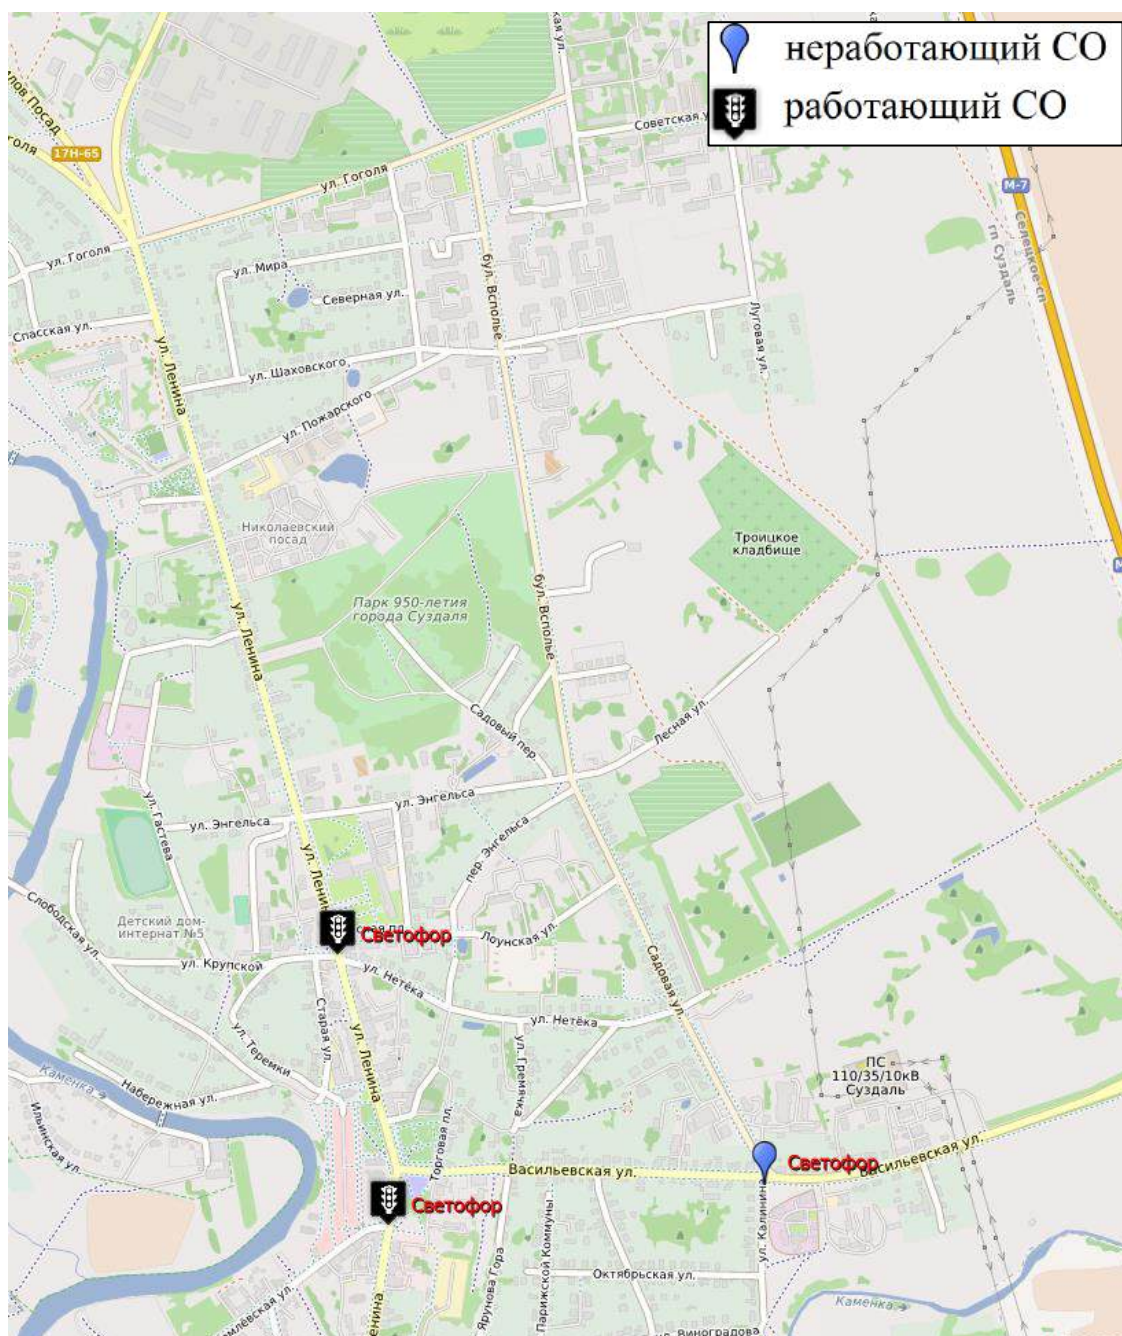 неработающий СО
работающий СО
17Н-65
ул. Гоголя
Советская
М-7
Селецкое сп
гп Суздаль
ул. Гоголя
ул. Мира
Северная ул.
бул. Всполье
Спасская ул.
ул. Ленина
ул. Шаховского
Луговая ул.
ул. Пожарского
Николаевский
посад
Троицкое
кладбище
Парк 950-летия
города Суздаля
бул. Всполье
ул. Ленина
Садовый пер.
Лесная ул.
ул. Энгельса
ул. Энгельса
ул. Гастева
пер. Энгельса
ул. Ленина
Слободская ул.
Детский дом-
интернат №5
Светофор
Лоунская ул.
ул. Крупской
ул. Нетёка
Садовая ул.
Старая ул.
ул. Нетёка
ул. Ленина
ул. Теремки
ул. Гремячка
ПС
110/35/10кВ
Суздаль
Каменка
Набережная ул.
Ильинская ул.
Торговая пл.
Васильевская ул.
Светофор
Васильевская ул.
Светофор
ул. Калинина
Парижской Коммуны
Ярунова Гора
Октябрьская ул.
Каменка
ул. Виноградова